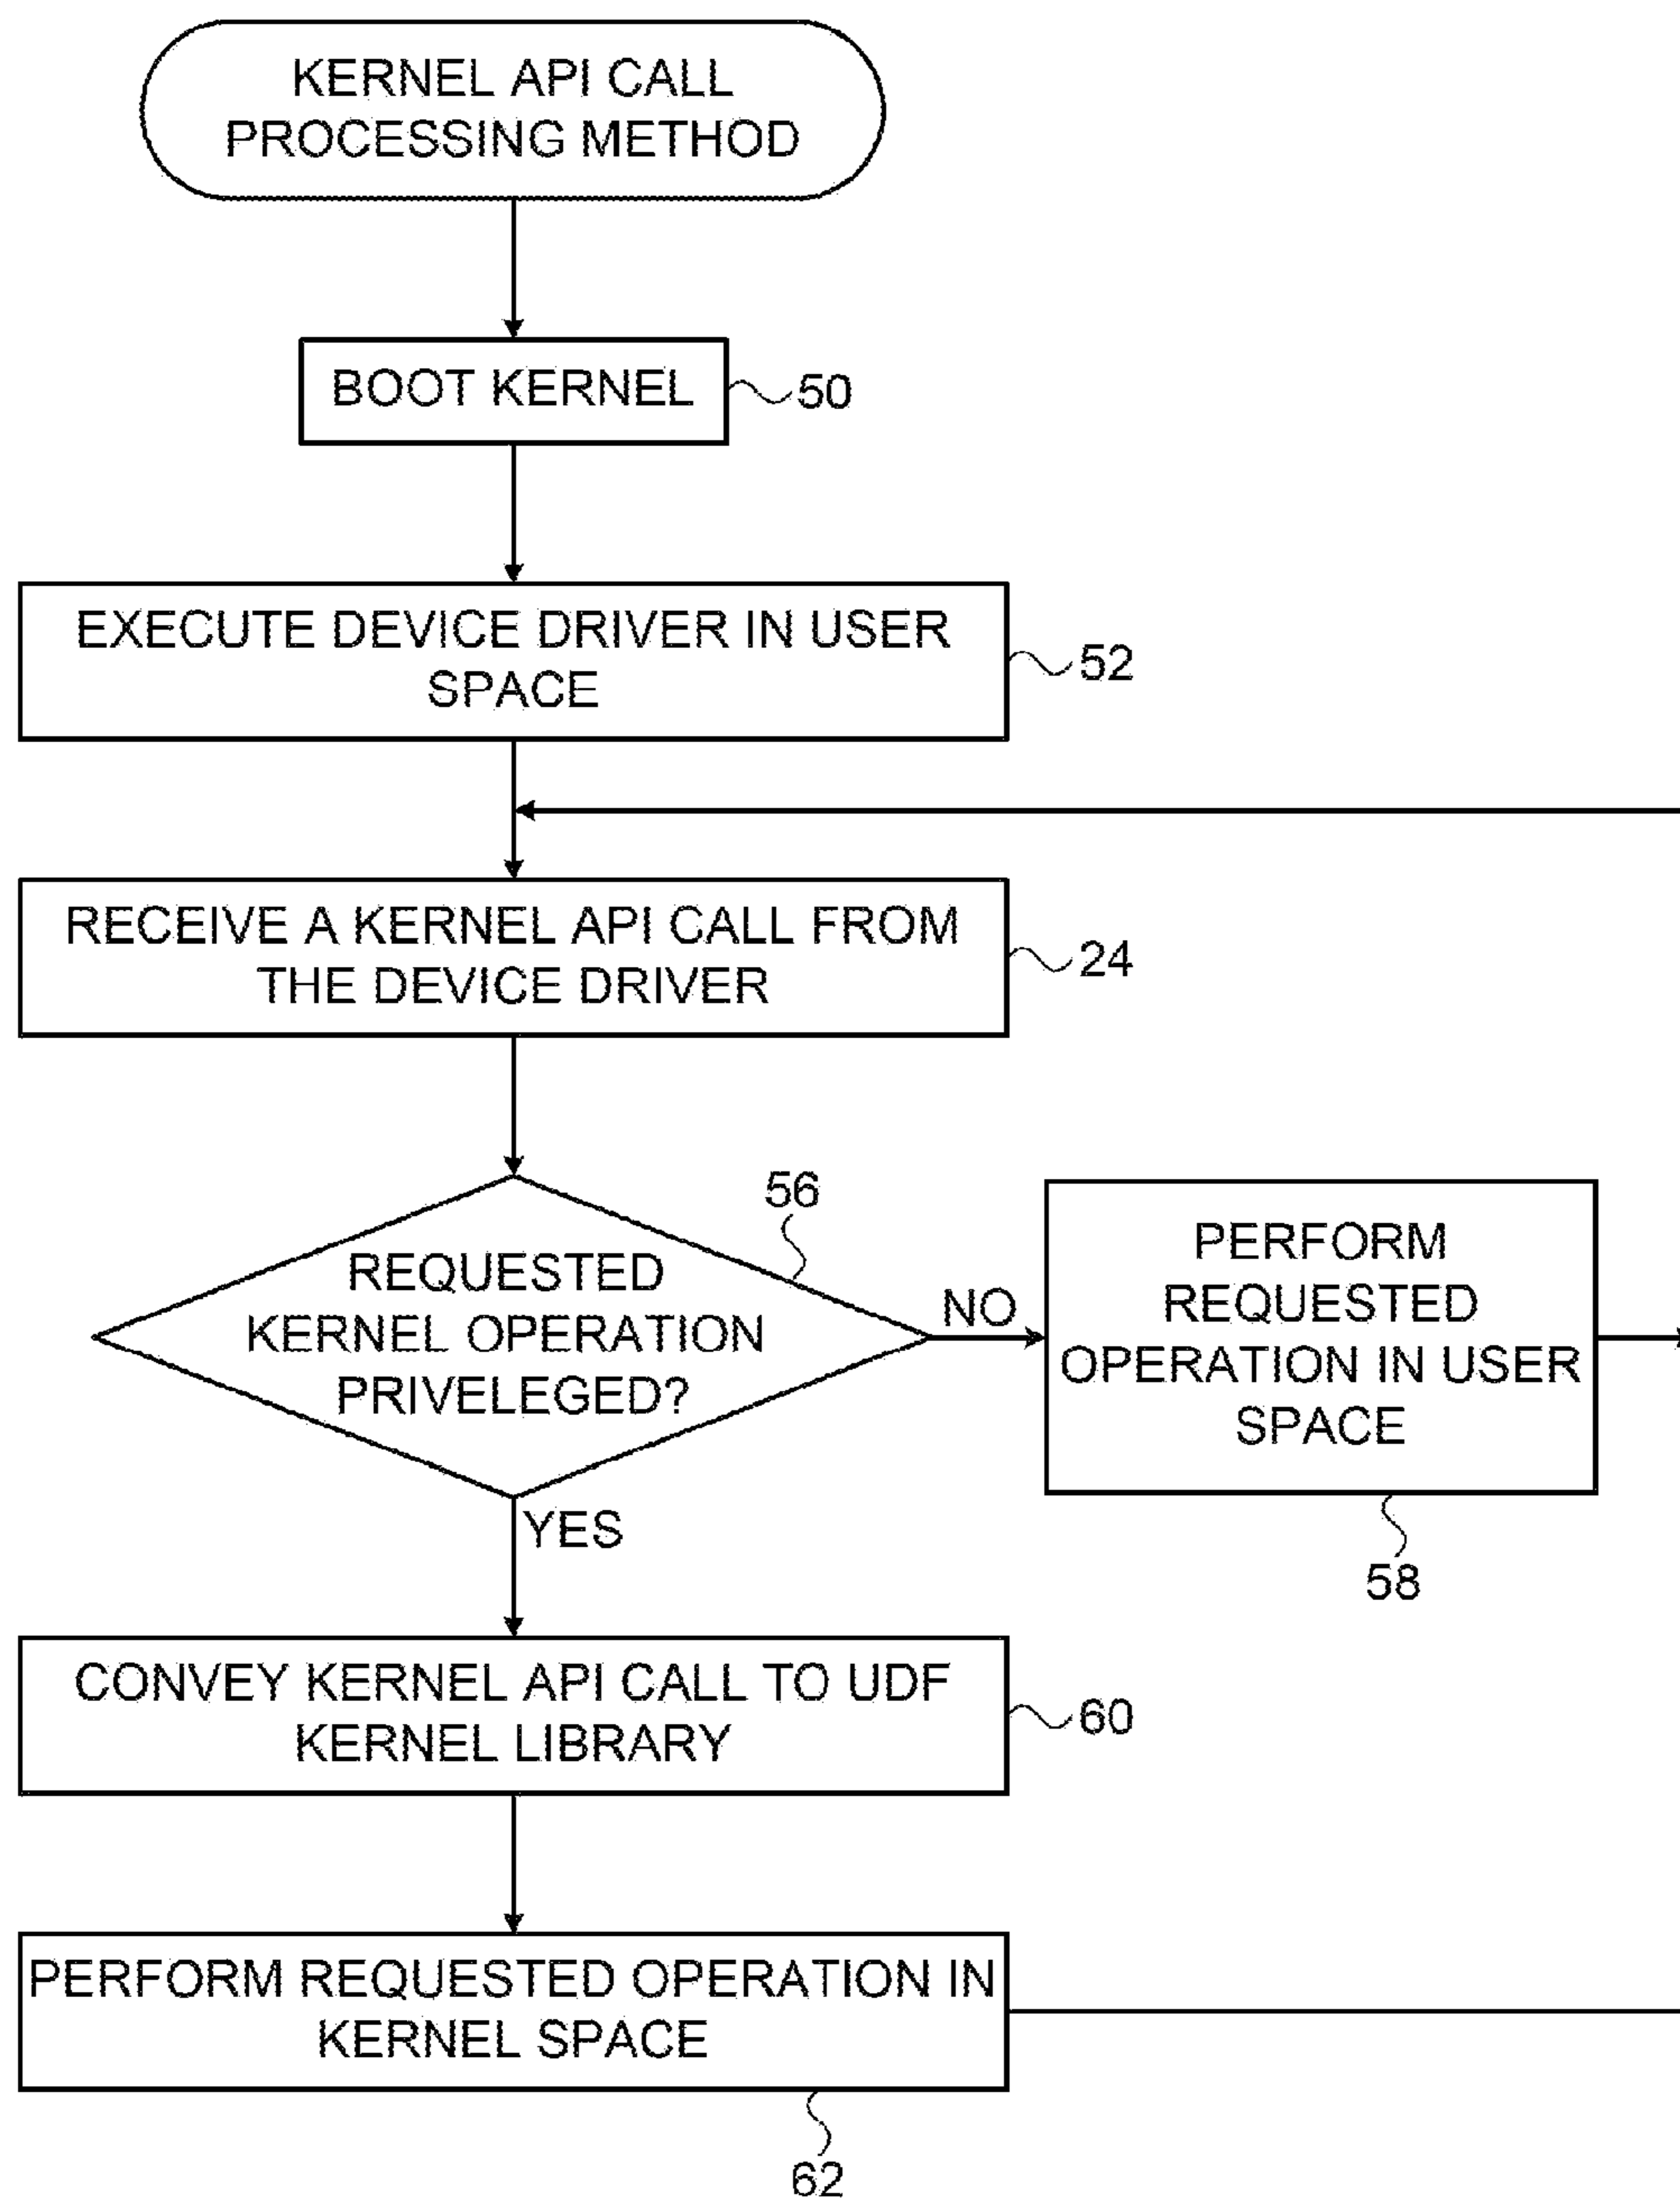 KERNEL API CALL
PROCESSING METHOD
BOOT KERNEL
50
EXECUTE DEVICE DRIVER IN USER
SPACE
52
RECEIVE A KERNEL API CALL FROM
THE DEVICE DRIVER
24
56
REQUESTED
KERNEL OPERATION
PRIVELEGED?
NO
PERFORM
REQUESTED
OPERATION IN USER
SPACE
58
YES
CONVEY KERNEL API CALL TO UDF
KERNEL LIBRARY
60
PERFORM REQUESTED OPERATION IN
KERNEL SPACE
62